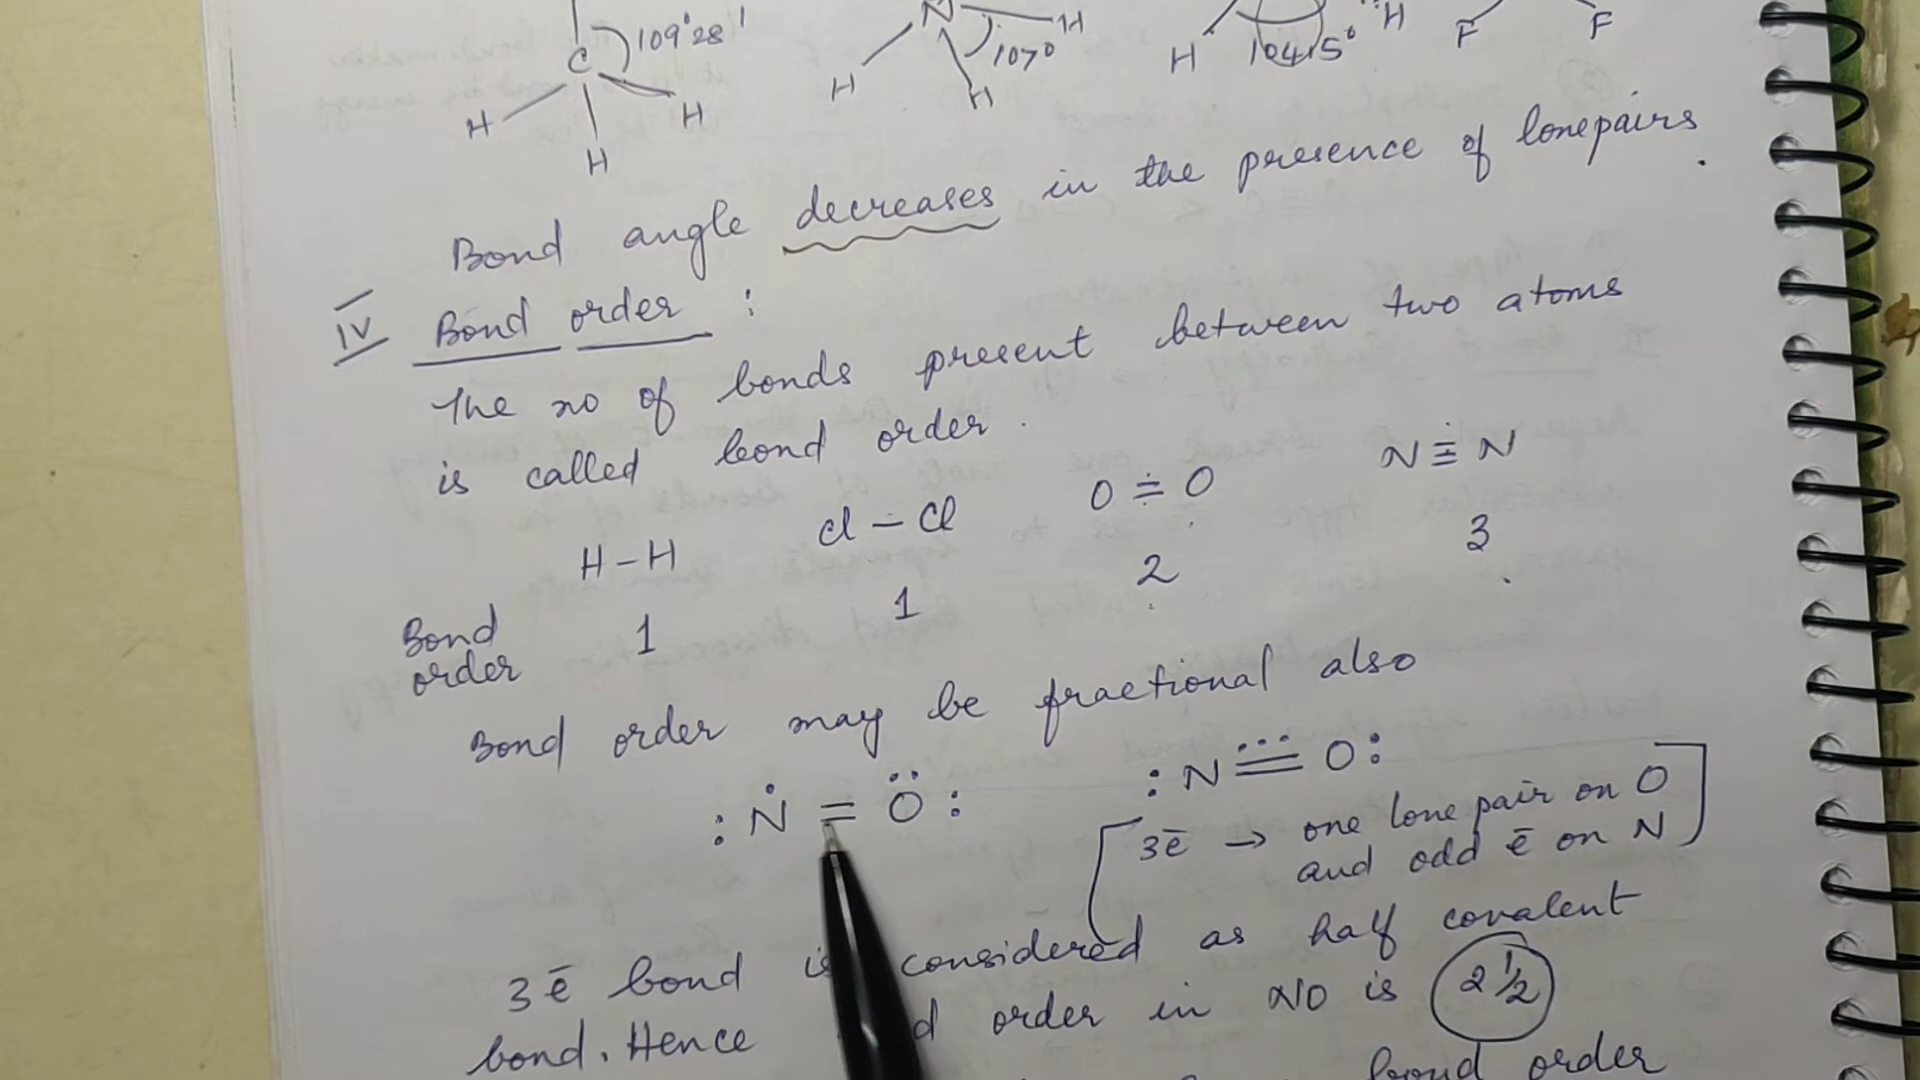 C 109°28'
H H H
N 107° H
H H
H 104.5° H
F F
Bond angle decreases in the presence of lonepairs.
IV Bond order :
The no of bonds present between two atoms
is called bond order.
H-H Cl-Cl O=O N≡N
Bond order 1 1 2 3
Bond order may be fractional also
:N=O: :N≡O:
[3e̅ → one lone pair on O
and odd e̅ on N]
3e̅ bond is considered as half covalent
bond. Hence order in NO is 2½
bond order